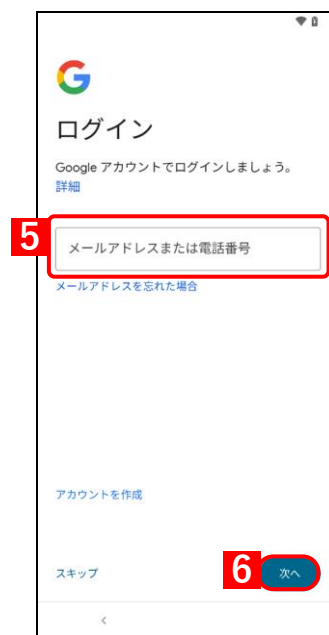 ログイン
Google アカウントでログインしましょう。
詳細
5
メールアドレスまたは電話番号
メールアドレスを忘れた場合
アカウントを作成
スキップ
6
次へ